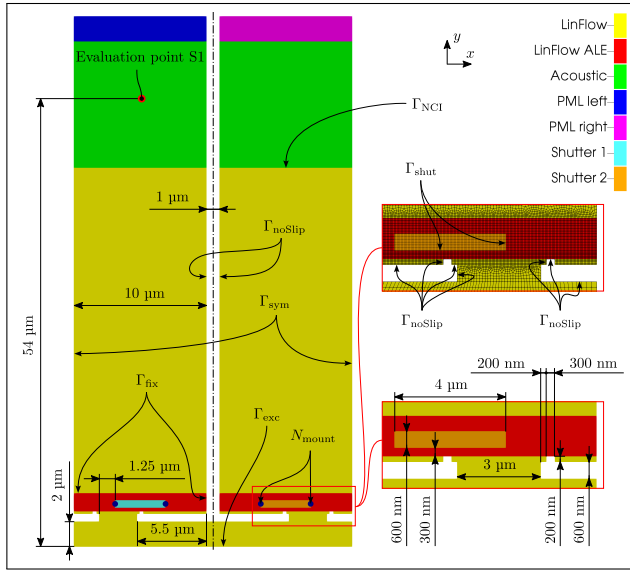 Evaluation point S1
y
x
LinFlow
LinFlow ALE
Acoustic
PML left
PML right
Shutter 1
Shutter 2
Γ_NCI
1 µm
Γ_noSlip
Γ_shut
10 µm
54 µm
Γ_sym
Γ_noSlip
Γ_noSlip
200 nm
300 nm
Γ_fix
Γ_exc
N_mount
4 µm
1.25 µm
3 µm
2 µm
5.5 µm
600 nm
300 nm
200 nm
600 nm